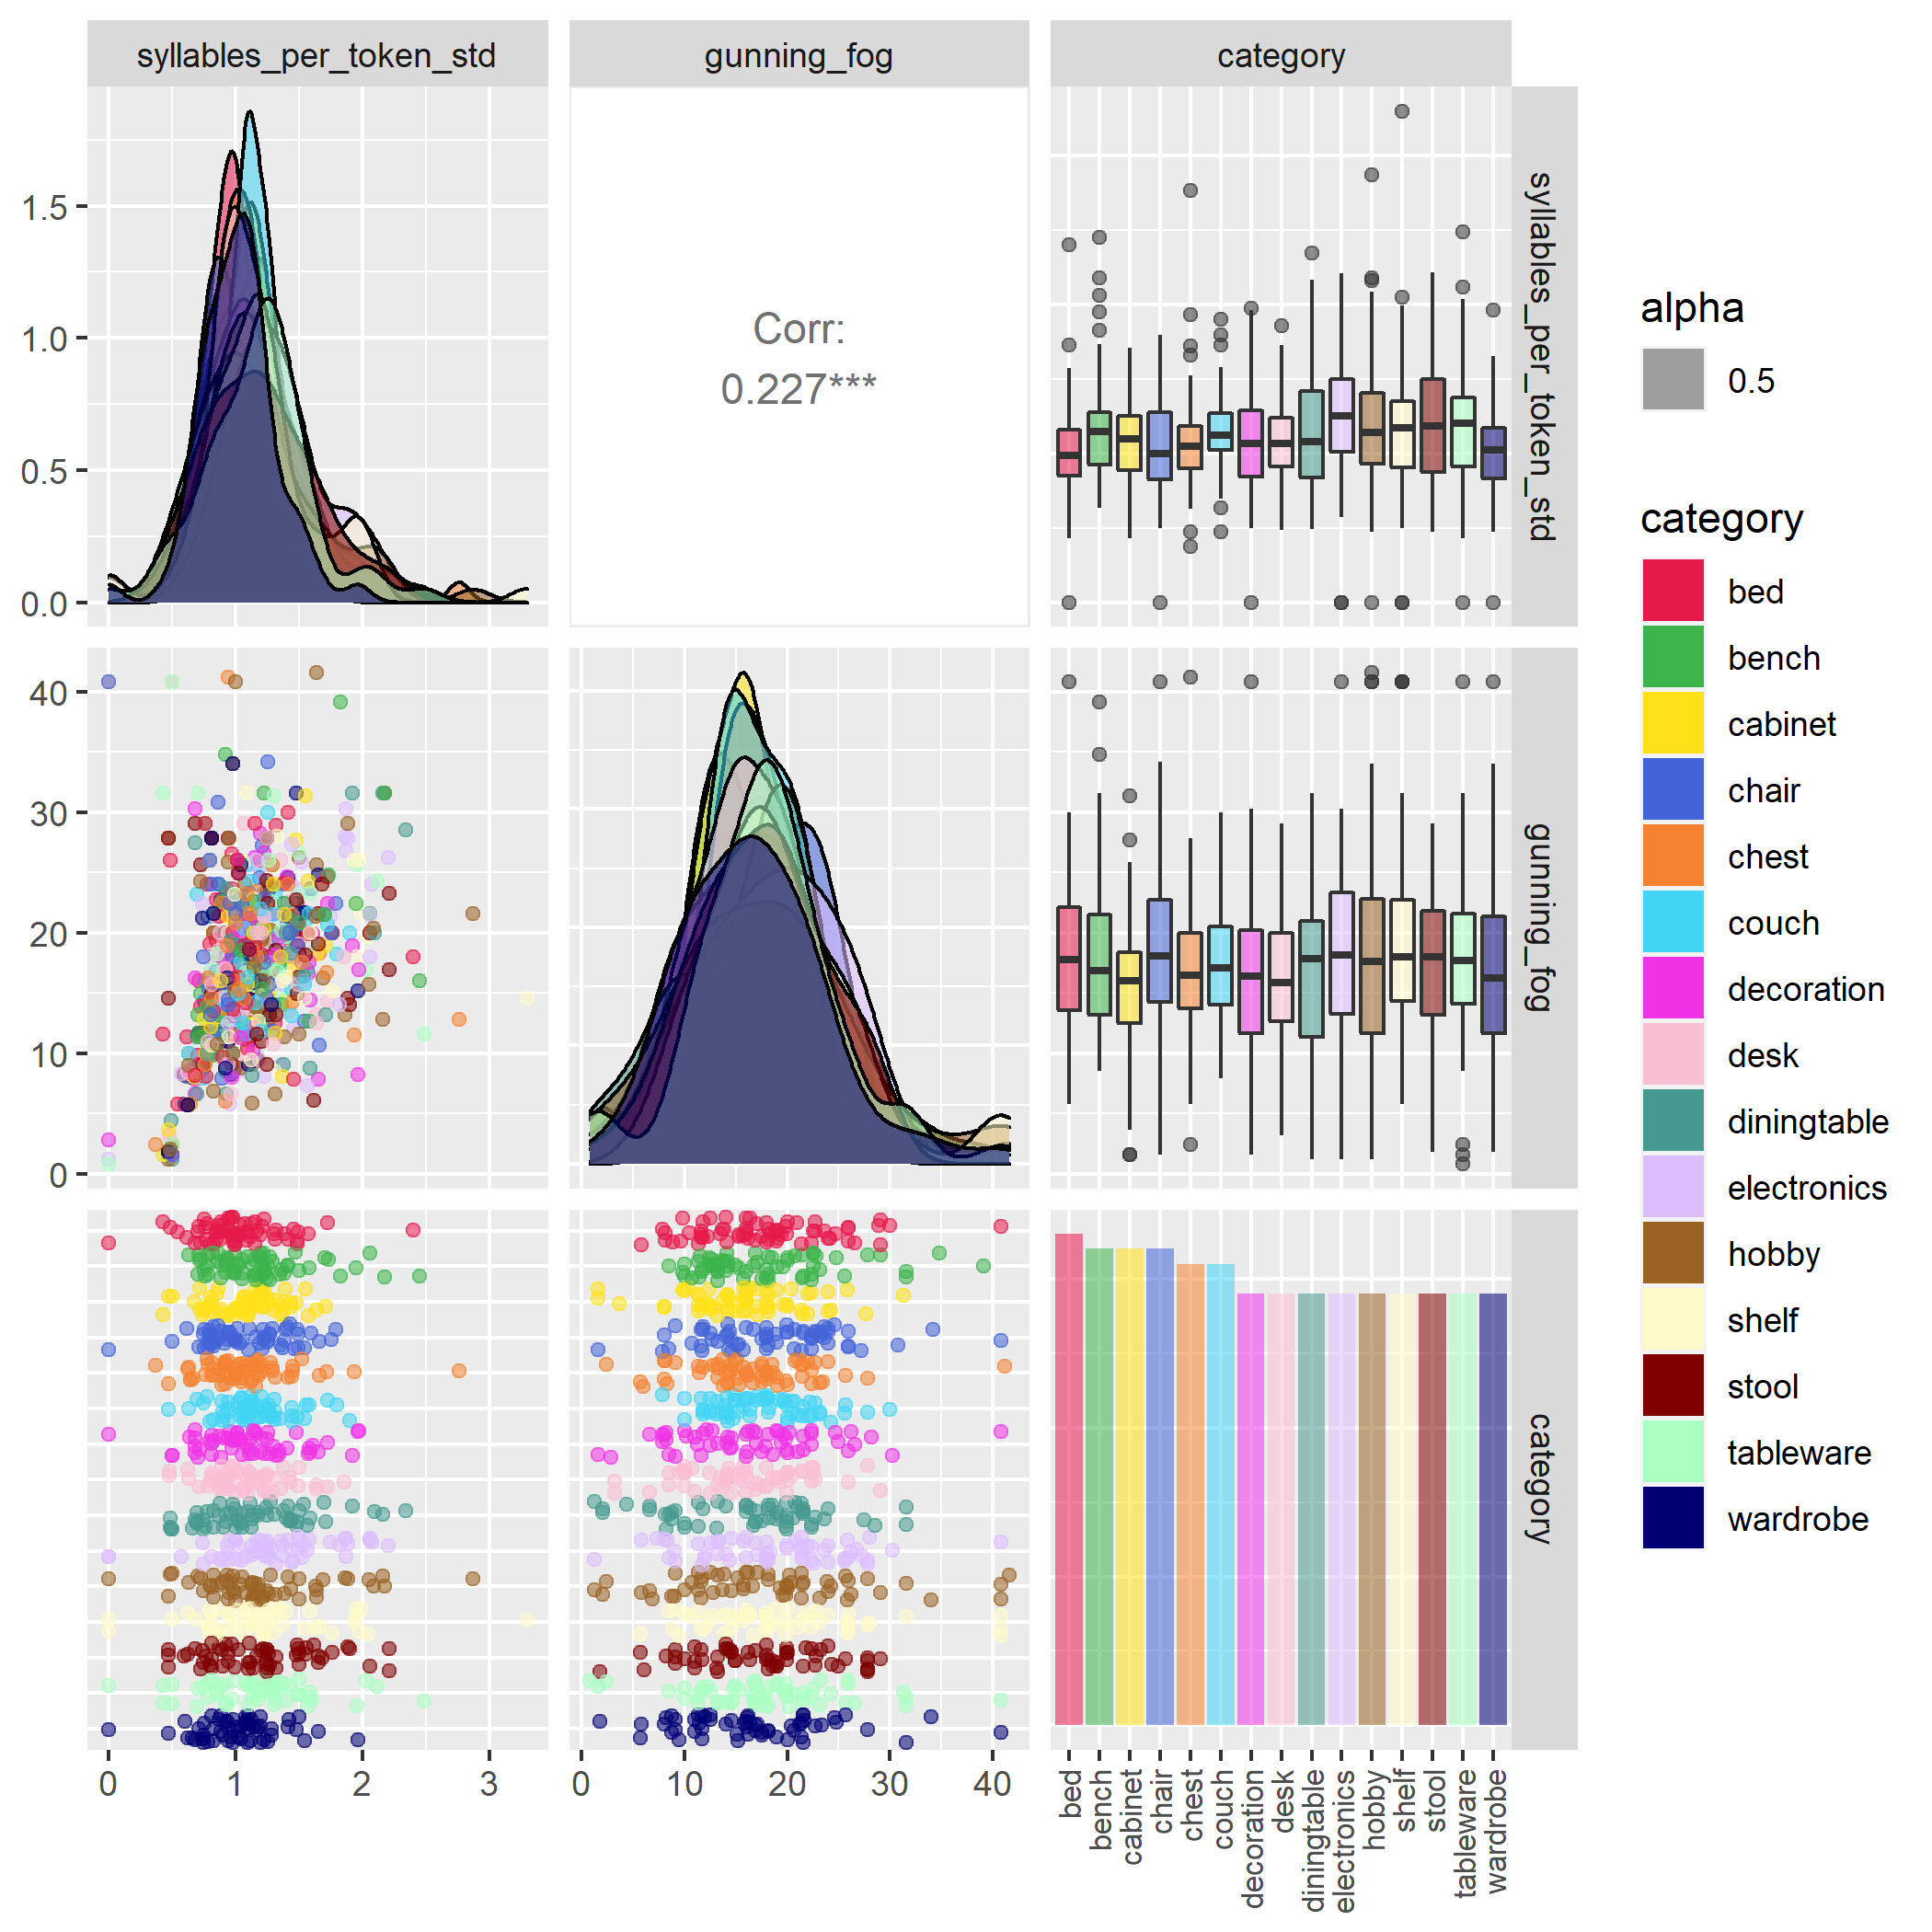 syllables_per_token_std
gunning_fog
category
1.5
1.0
0.5
0.0
Corr:
0.227***
syllables_per_token_std
40
30
20
10
0
gunning_fog
category
0
1
2
3
0
10
20
30
40
bed
bench
cabinet
chair
chest
couch
decoration
desk
diningtable
electronics
hobby
shelf
stool
tableware
wardrobe
alpha
0.5
category
bed
bench
cabinet
chair
chest
couch
decoration
desk
diningtable
electronics
hobby
shelf
stool
tableware
wardrobe